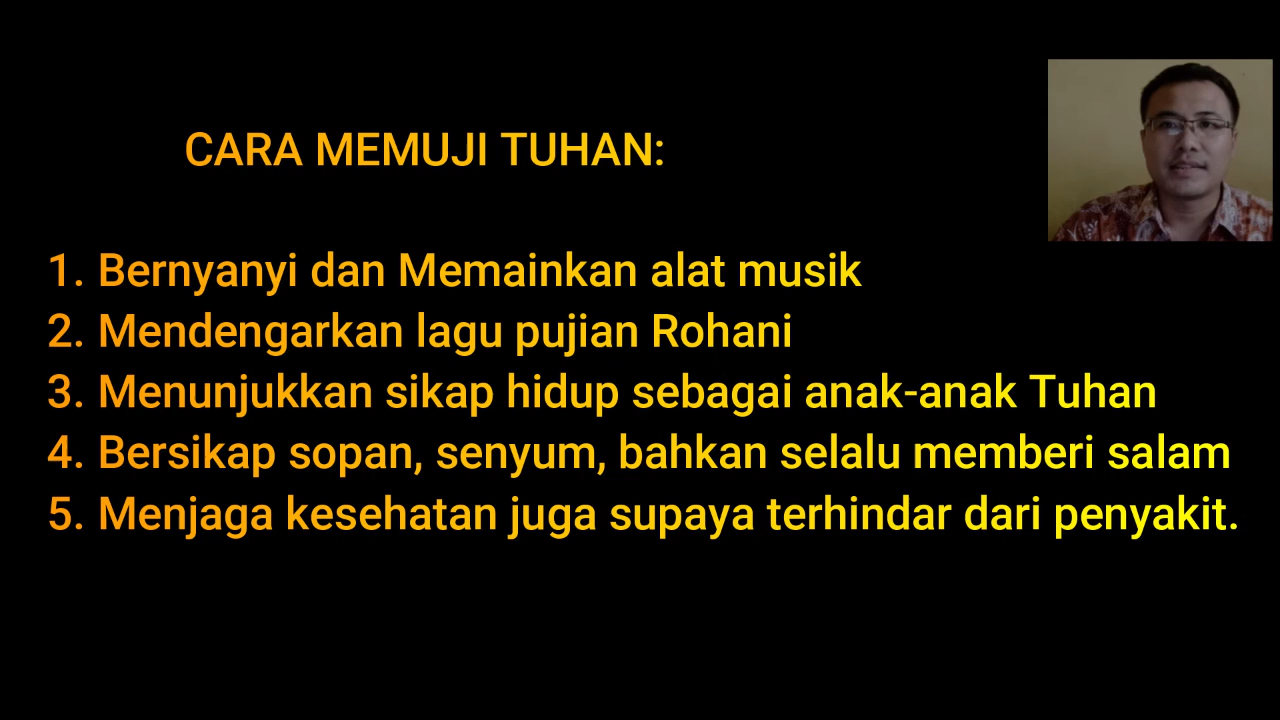 CARA MEMUJI TUHAN:
1. Bernyanyi dan Memainkan alat musik
2. Mendengarkan lagu pujian Rohani
3. Menunjukkan sikap hidup sebagai anak-anak Tuhan
4. Bersikap sopan, senyum, bahkan selalu memberi salam
5. Menjaga kesehatan juga supaya terhindar dari penyakit.